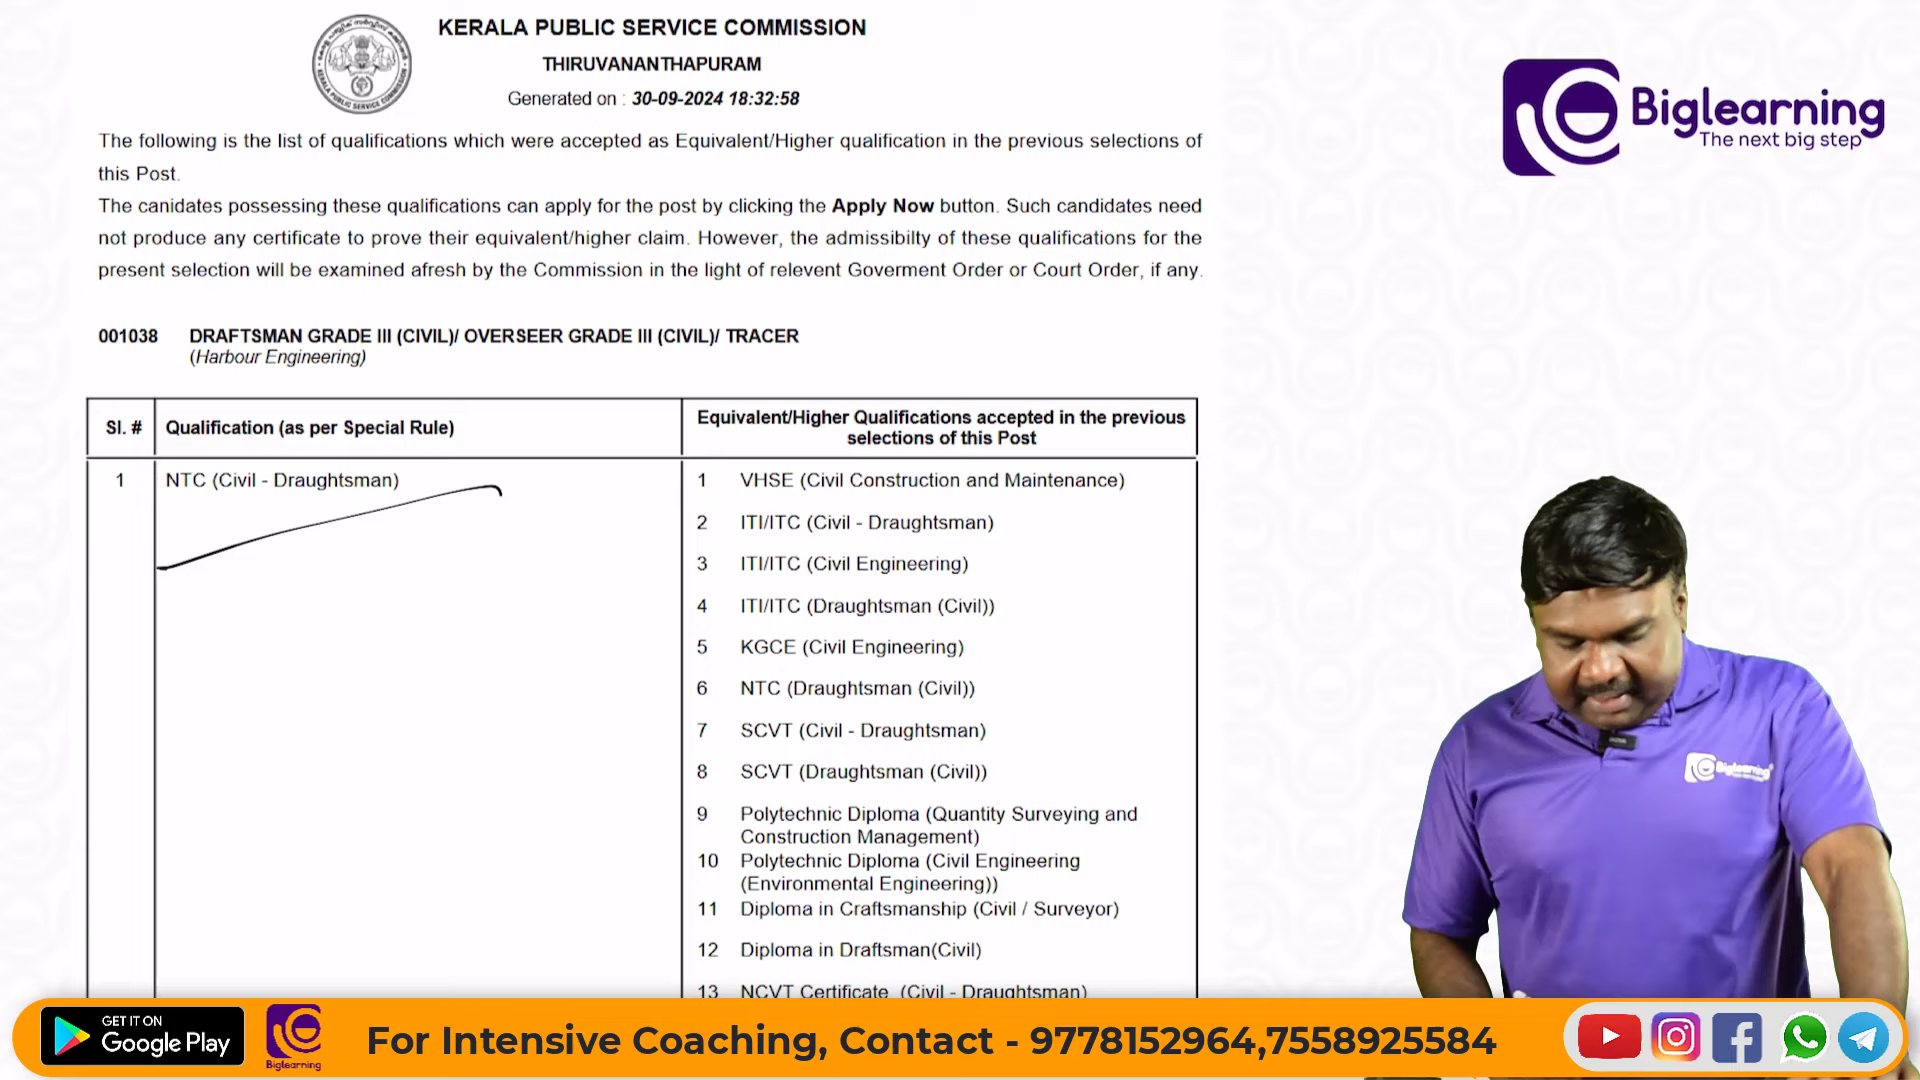 KERALA PUBLIC SERVICE COMMISSION
THIRUVANANTHAPURAM
Generated on : 30-09-2024 18:32:58
The following is the list of qualifications which were accepted as Equivalent/Higher qualification in the previous selections of
this Post.
The canidates possessing these qualifications can apply for the post by clicking the Apply Now button. Such candidates need
not produce any certificate to prove their equivalent/higher claim. However, the admissibilty of these qualifications for the
present selection will be examined afresh by the Commission in the light of relevent Goverment Order or Court Order, if any.
001038 DRAFTSMAN GRADE III (CIVIL)/ OVERSEER GRADE III (CIVIL)/ TRACER
(Harbour Engineering)
Sl. # Qualification (as per Special Rule) Equivalent/Higher Qualifications accepted in the previous
selections of this Post
1 NTC (Civil - Draughtsman) 1 VHSE (Civil Construction and Maintenance)
2 ITI/ITC (Civil - Draughtsman)
3 ITI/ITC (Civil Engineering)
4 ITI/ITC (Draughtsman (Civil))
5 KGCE (Civil Engineering)
6 NTC (Draughtsman (Civil))
7 SCVT (Civil - Draughtsman)
8 SCVT (Draughtsman (Civil))
9 Polytechnic Diploma (Quantity Surveying and
Construction Management)
10 Polytechnic Diploma (Civil Engineering
(Environmental Engineering))
11 Diploma in Craftsmanship (Civil / Surveyor)
12 Diploma in Draftsman(Civil)
13 NCVT Certificate (Civil - Draughtsman)
Biglearning
The next big step
Biglearning
GET IT ON
Google Play
Biglearning
For Intensive Coaching, Contact - 9778152964,7558925584